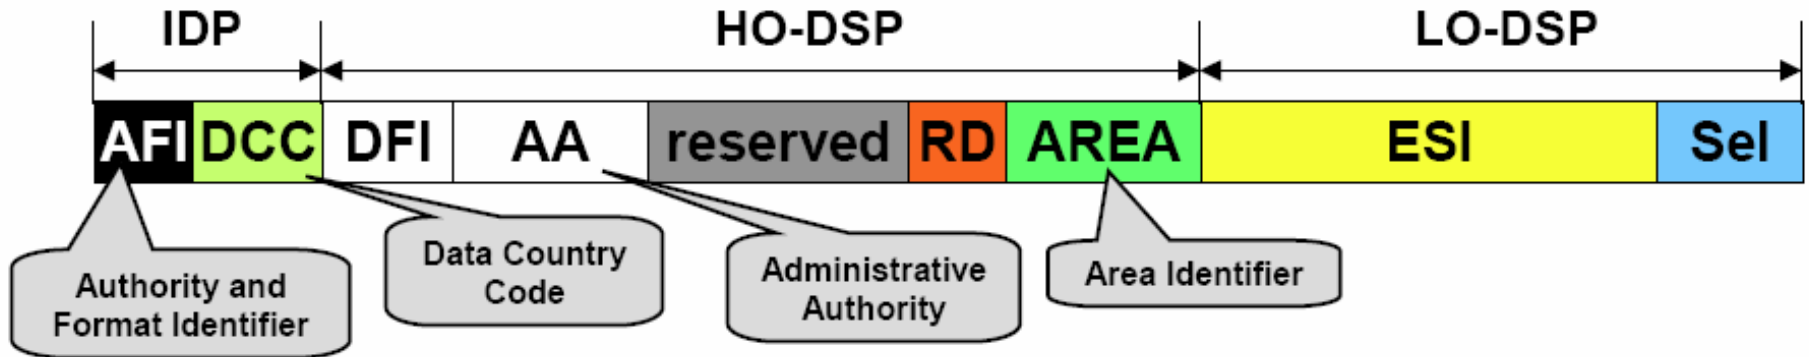 IDP HO-DSP LO-DSP
AFI DCC DFI AA reserved RD AREA ESI Sel
Authority and
Format Identifier
Data Country
Code
Administrative
Authority
Area Identifier